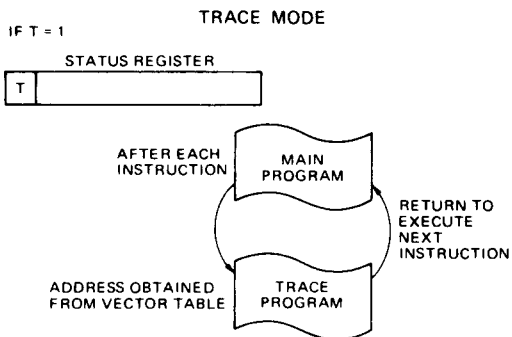 TRACE MODE
IF T = 1
STATUS REGISTER
T
AFTER EACH
INSTRUCTION
MAIN
PROGRAM
RETURN TO
EXECUTE
NEXT
INSTRUCTION
ADDRESS OBTAINED
FROM VECTOR TABLE
TRACE
PROGRAM